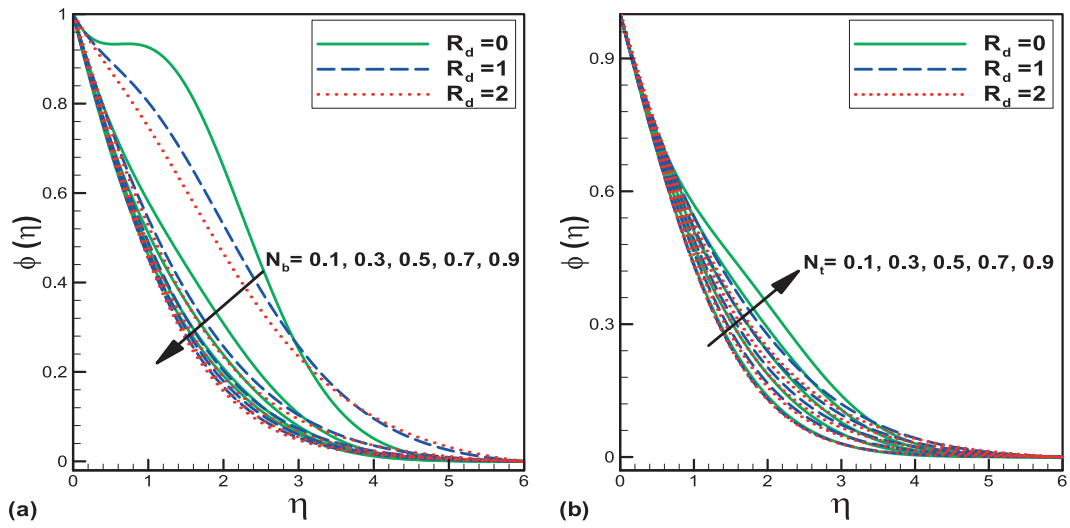 R_d =0
R_d =1
R_d =2
1
0.8
0.6
0.4
0.2
0
ϕ (η)
N_b= 0.1, 0.3, 0.5, 0.7, 0.9
0 1 2 3 4 5 6
η
(a)
R_d =0
R_d =1
R_d =2
0.9
0.6
0.3
0
ϕ (η)
N_t= 0.1, 0.3, 0.5, 0.7, 0.9
0 1 2 3 4 5 6
η
(b)